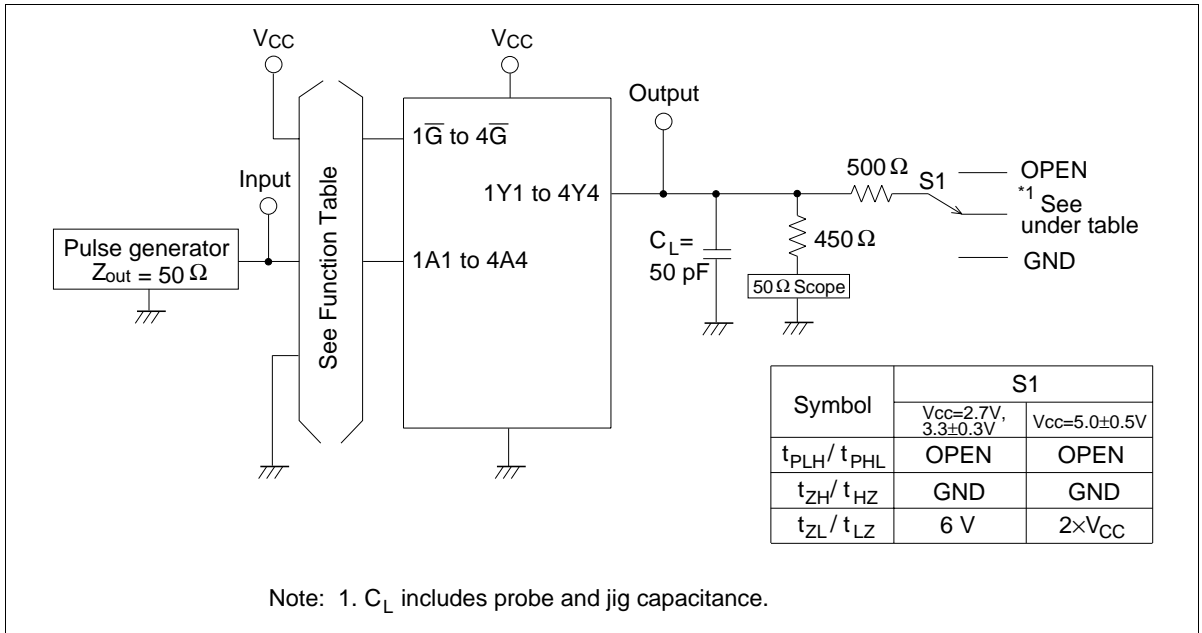 VCC
VCC
Output
1G̅ to 4G̅
Input
See Function Table
500 Ω
S1
OPEN
*1 See
under table
GND
1Y1 to 4Y4
Pulse generator
Zout = 50 Ω
1A1 to 4A4
CL=
50 pF
450 Ω
50 Ω Scope
Symbol
S1
Vcc=2.7V,
3.3±0.3V
Vcc=5.0±0.5V
tPLH / tPHL OPEN OPEN
tZH / tHZ GND GND
tZL / tLZ 6 V 2×VCC
Note: 1. CL includes probe and jig capacitance.